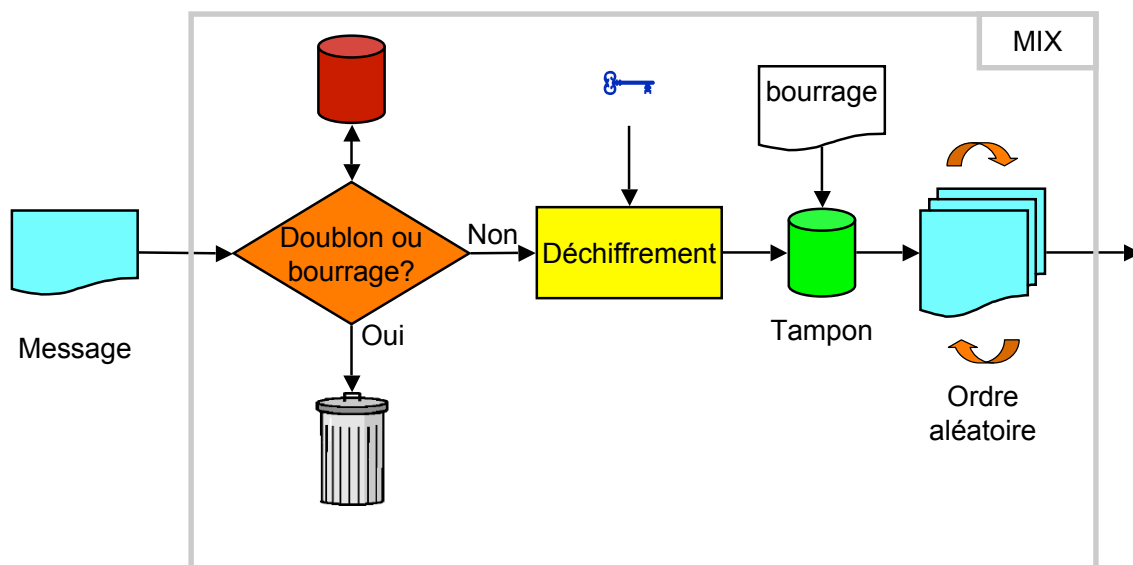 MIX
bourrage
Doublon ou
bourrage?
Non
Déchiffrement
Oui
Message
Tampon
Ordre
aléatoire